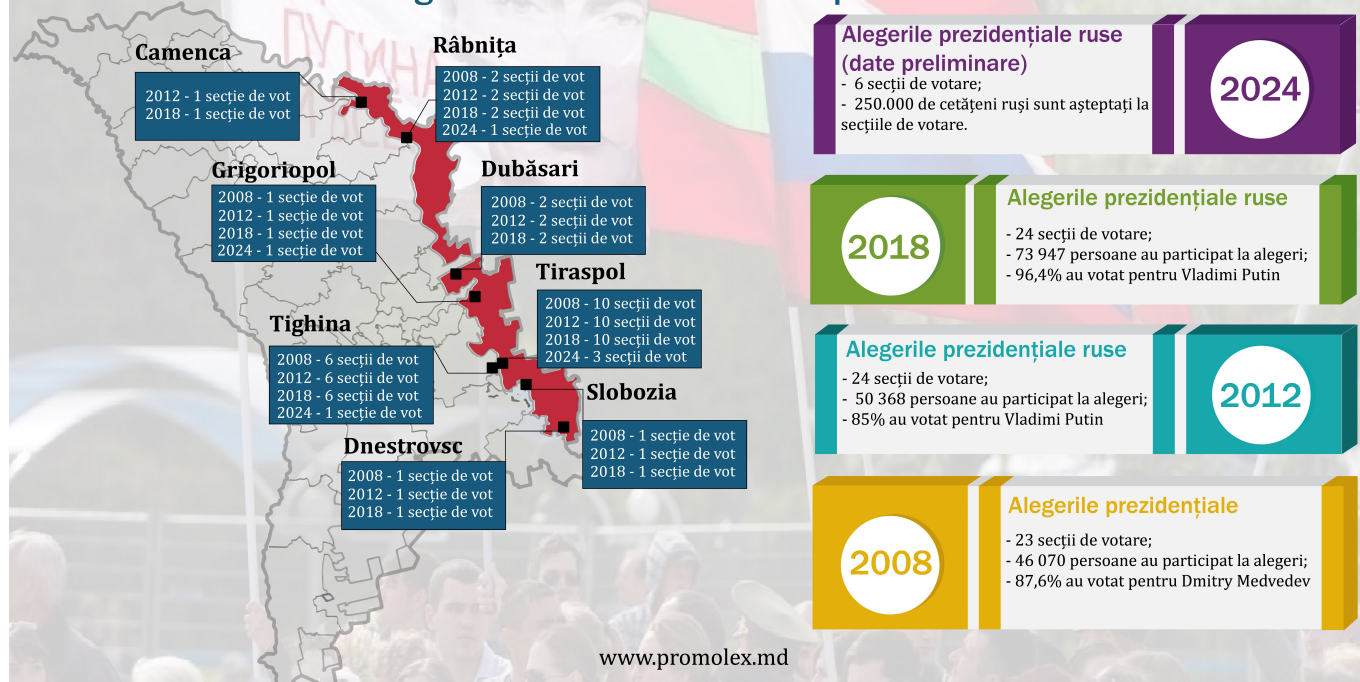 Camenca
2012 - 1 secție de vot
2018 - 1 secție de vot
Râbnița
2008 - 2 secții de vot
2012 - 2 secții de vot
2018 - 2 secții de vot
2024 - 1 secție de vot
Grigoriopol
2008 - 1 secție de vot
2012 - 1 secție de vot
2018 - 1 secție de vot
2024 - 1 secție de vot
Dubăsari
2008 - 2 secții de vot
2012 - 2 secții de vot
2018 - 2 secții de vot
Tiraspol
2008 - 10 secții de vot
2012 - 10 secții de vot
2018 - 10 secții de vot
2024 - 3 secții de vot
Tighina
2008 - 6 secții de vot
2012 - 6 secții de vot
2018 - 6 secții de vot
2024 - 1 secție de vot
Slobozia
2008 - 1 secție de vot
2012 - 1 secție de vot
2018 - 1 secție de vot
Dnestrovsc
2008 - 1 secție de vot
2012 - 1 secție de vot
2018 - 1 secție de vot
Alegerile prezidențiale ruse
(date preliminare)
- 6 secții de votare;
- 250.000 de cetățeni ruși sunt așteptați la
secțiile de votare.
2024
2018
Alegerile prezidențiale ruse
- 24 secții de votare;
- 73 947 persoane au participat la alegeri;
- 96,4% au votat pentru Vladimi Putin
Alegerile prezidențiale ruse
- 24 secții de votare;
- 50 368 persoane au participat la alegeri;
- 85% au votat pentru Vladimi Putin
2012
2008
Alegerile prezidențiale
- 23 secții de votare;
- 46 070 persoane au participat la alegeri;
- 87,6% au votat pentru Dmitry Medvedev
www.promolex.md